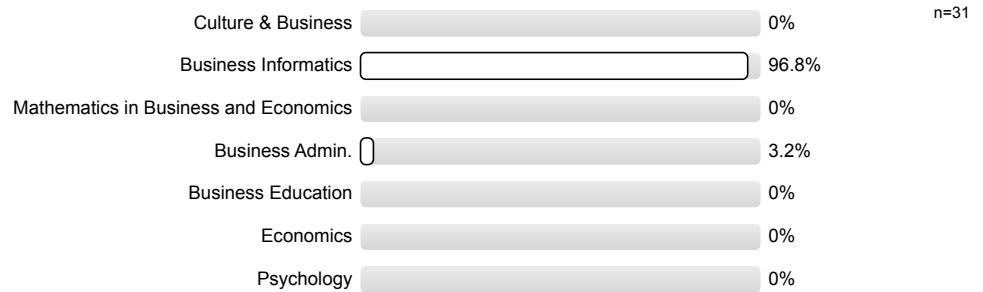 Culture & Business 0% n=31
Business Informatics 96.8%
Mathematics in Business and Economics 0%
Business Admin. 3.2%
Business Education 0%
Economics 0%
Psychology 0%